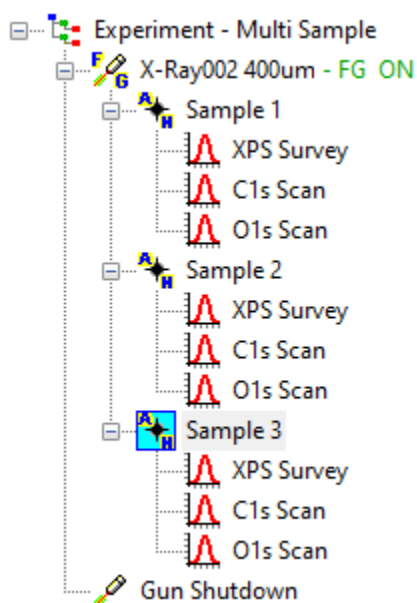 Experiment - Multi Sample
F G X-Ray002 400um - FG ON
A H Sample 1
XPS Survey
C1s Scan
O1s Scan
A H Sample 2
XPS Survey
C1s Scan
O1s Scan
A H Sample 3
XPS Survey
C1s Scan
O1s Scan
Gun Shutdown